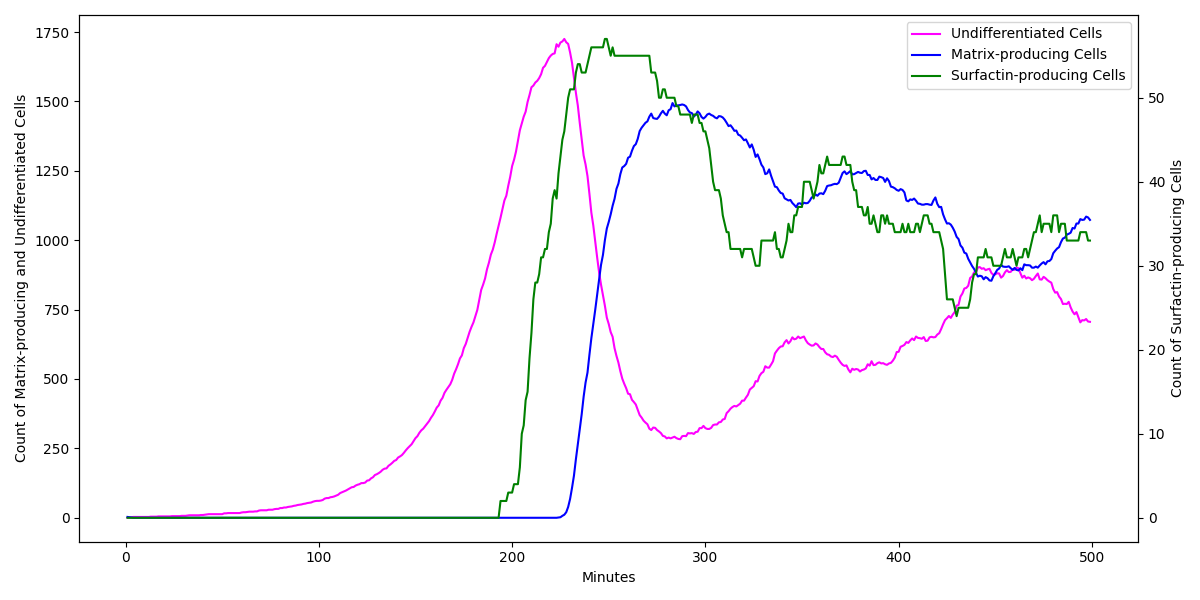 Undifferentiated Cells
Matrix-producing Cells
Surfactin-producing Cells
Count of Matrix-producing and Undifferentiated Cells
1750
1500
1250
1000
750
500
250
0
Count of Surfactin-producing Cells
50
40
30
20
10
0
0 100 200 300 400 500
Minutes